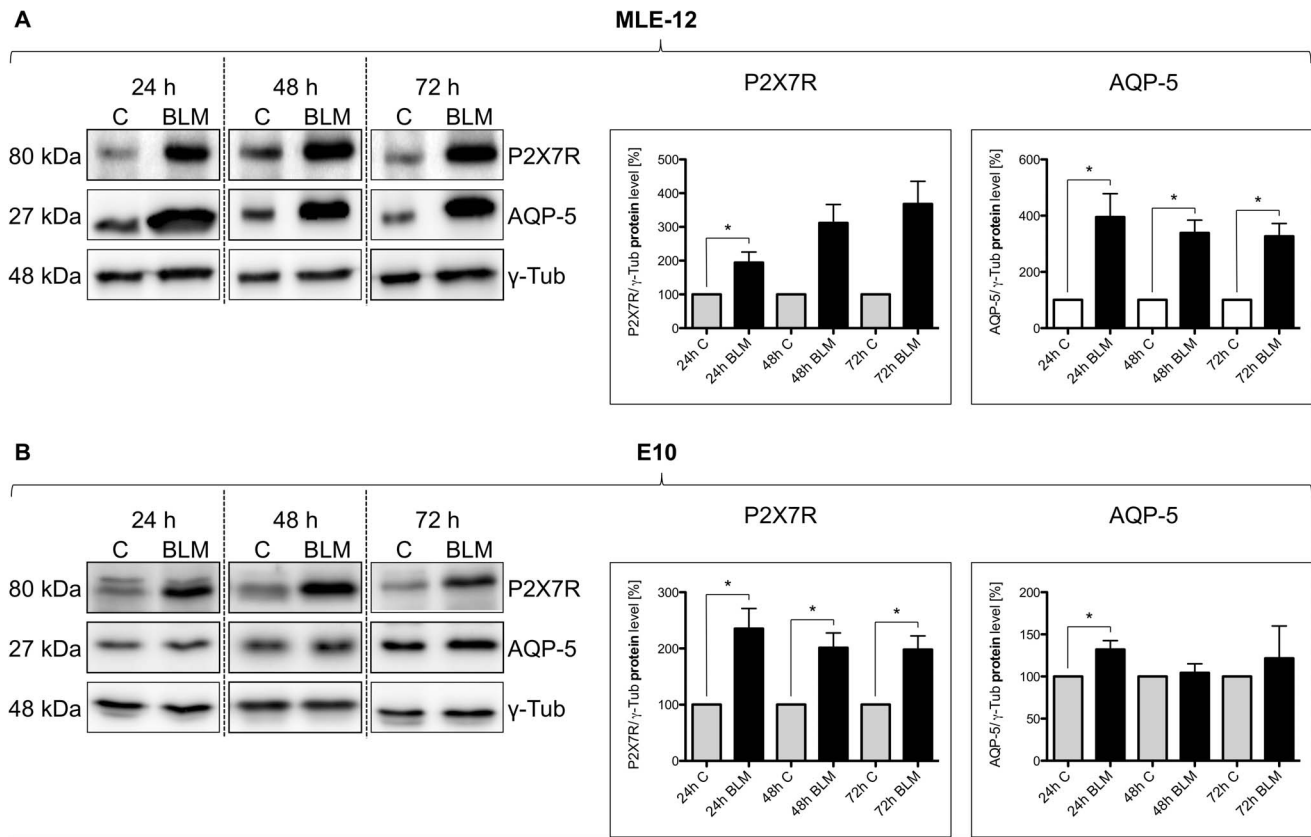 A
MLE-12
24 h 48 h 72 h
C BLM C BLM C BLM
80 kDa P2X7R
27 kDa AQP-5
48 kDa γ-Tub
P2X7R
P2X7R/γ-Tub protein level [%]
500
400
300
200
100
0
*
24h C 24h BLM 48h C 48h BLM 72h C 72h BLM
AQP-5
AQP-5/γ-Tub protein level [%]
600
400
200
0
* * *
24h C 24h BLM 48h C 48h BLM 72h C 72h BLM
B
E10
24 h 48 h 72 h
C BLM C BLM C BLM
80 kDa P2X7R
27 kDa AQP-5
48 kDa γ-Tub
P2X7R
P2X7R/γ-Tub protein level [%]
300
200
100
0
* * *
24h C 24h BLM 48h C 48h BLM 72h C 72h BLM
AQP-5
AQP-5/γ-Tub protein level [%]
200
150
100
50
0
*
24h C 24h BLM 48h C 48h BLM 72h C 72h BLM